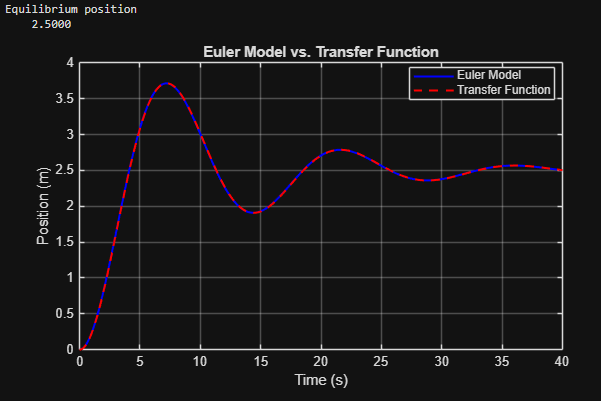 Equilibrium position
2.5000
Euler Model vs. Transfer Function
Euler Model
Transfer Function
4
3.5
3
2.5
2
1.5
1
0.5
0
Position (m)
0 5 10 15 20 25 30 35 40
Time (s)